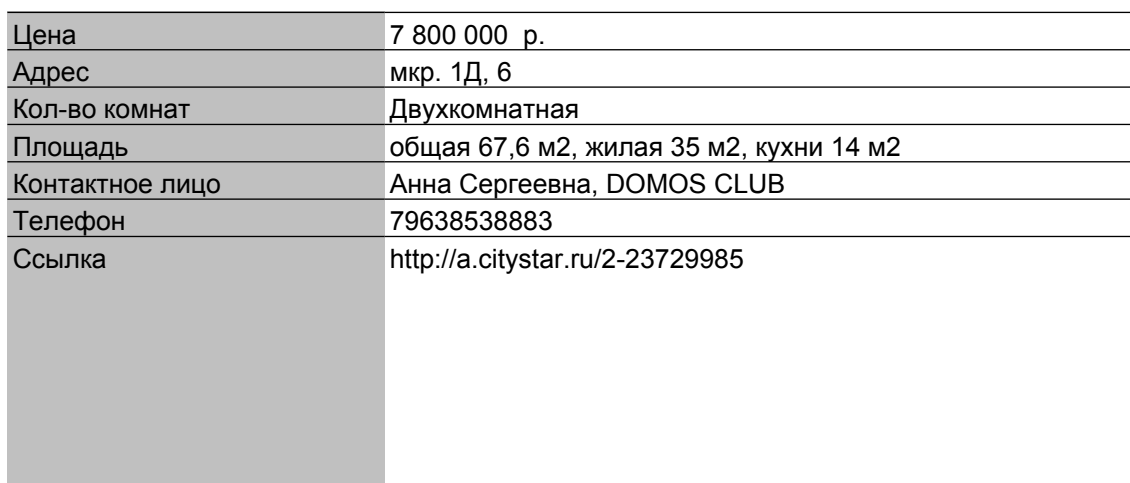 Цена 7 800 000 р.
Адрес мкр. 1Д, 6
Кол-во комнат Двухкомнатная
Площадь общая 67,6 м2, жилая 35 м2, кухни 14 м2
Контактное лицо Анна Сергеевна, DOMOS CLUB
Телефон 79638538883
Ссылка http://a.citystar.ru/2-23729985